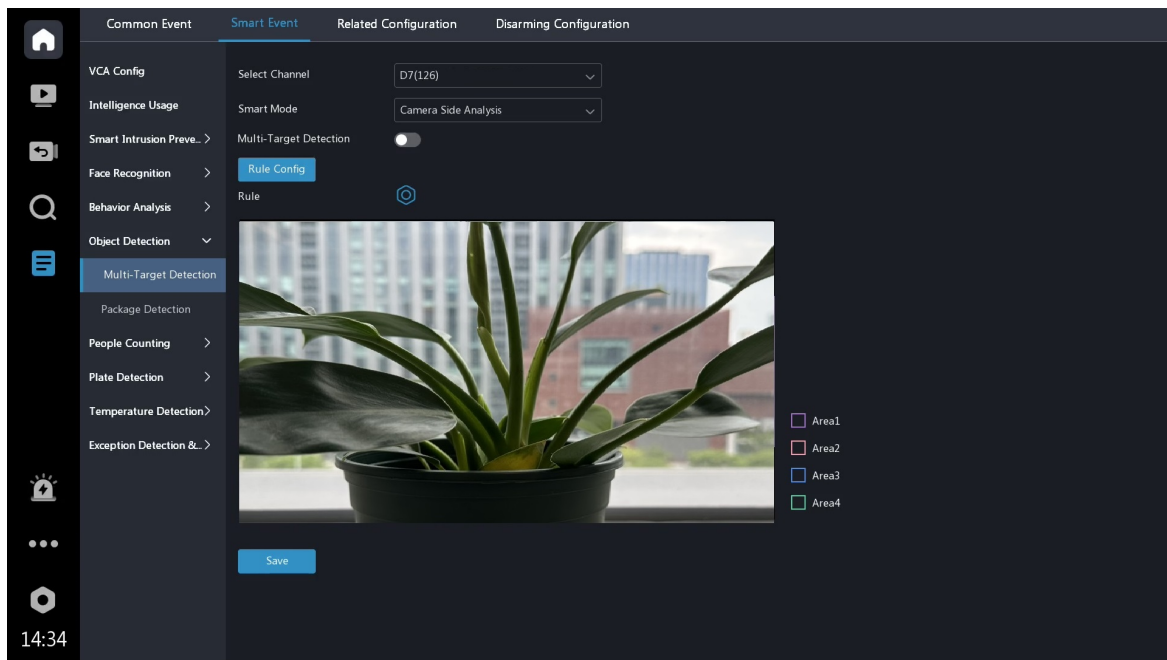 Common Event
Smart Event
Related Configuration
Disarming Configuration
VCA Config
Intelligence Usage
Smart Intrusion Preve...
Face Recognition
Behavior Analysis
Object Detection
Multi-Target Detection
Package Detection
People Counting
Plate Detection
Temperature Detection
Exception Detection &...
14:34
Select Channel
D7(126)
Smart Mode
Camera Side Analysis
Multi-Target Detection
Rule Config
Rule
Area1
Area2
Area3
Area4
Save